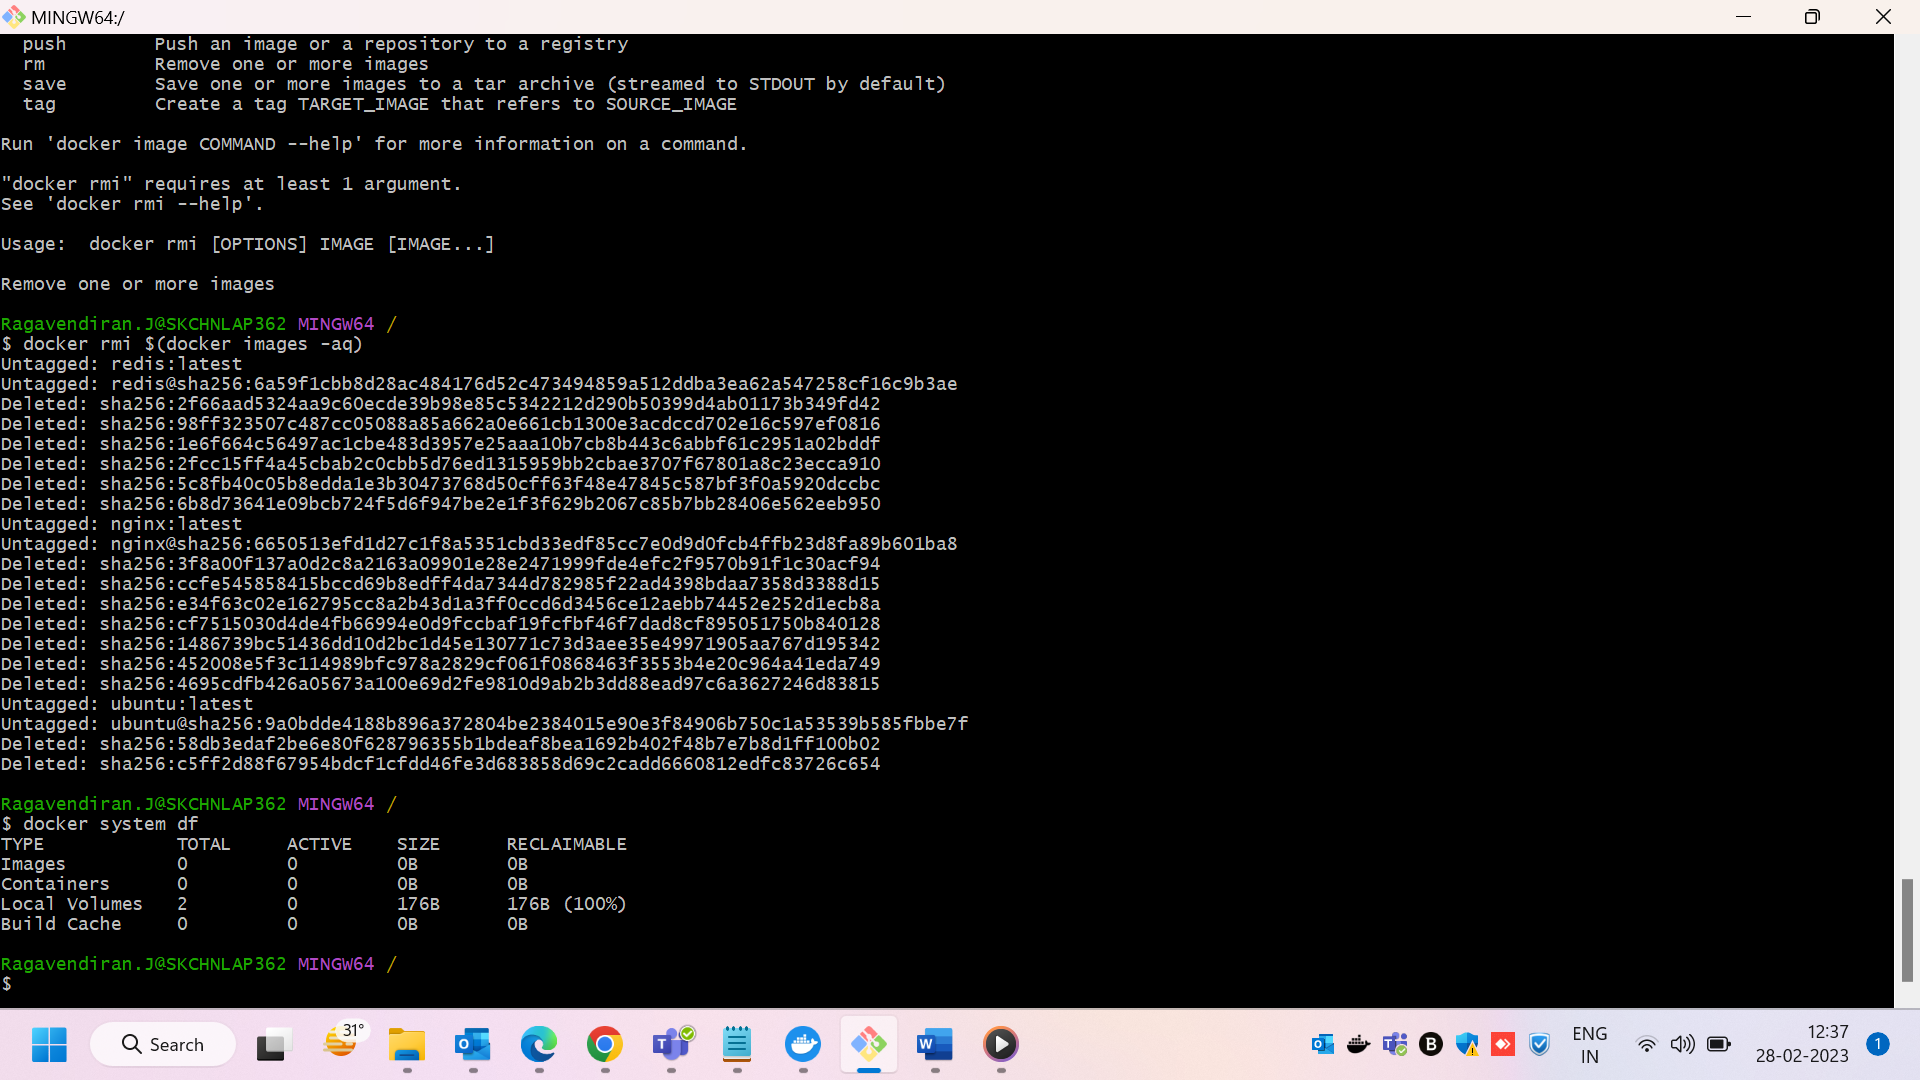 MINGW64:/
push        Push an image or a repository to a registry
rm          Remove one or more images
save        Save one or more images to a tar archive (streamed to STDOUT by default)
tag         Create a tag TARGET_IMAGE that refers to SOURCE_IMAGE
Run 'docker image COMMAND --help' for more information on a command.
"docker rmi" requires at least 1 argument.
See 'docker rmi --help'.
Usage:  docker rmi [OPTIONS] IMAGE [IMAGE...]
Remove one or more images
Ragavendiran.J@SKCHNLAP362 MINGW64 /
$ docker rmi $(docker images -aq)
Untagged: redis:latest
Untagged: redis@sha256:6a59f1cbb8d28ac484176d52c473494859a512ddba3ea62a547258cf16c9b3ae
Deleted: sha256:2f66aad5324aa9c60ecde39b98e85c5342212d290b50399d4ab01173b349fd42
Deleted: sha256:98ff323507c487cc05088a85a662a0e661cb1300e3acdccd702e16c597ef0816
Deleted: sha256:1e6f664c56497ac1cbe483d3957e25aaa10b7cb8b443c6abbf61c2951a02bddf
Deleted: sha256:2fcc15ff4a45cbab2c0cbb5d76ed1315959bb2cbae3707f67801a8c23ecca910
Deleted: sha256:5c8fb40c05b8edda1e3b30473768d50cff63f48e47845c587bf3f0a5920dccbc
Deleted: sha256:6b8d73641e09bcb724f5d6f947be2e1f3f629b2067c85b7bb28406e562eeb950
Untagged: nginx:latest
Untagged: nginx@sha256:6650513efd1d27c1f8a5351cbd33edf85cc7e0d9d0fcb4ffb23d8fa89b601ba8
Deleted: sha256:3f8a00f137a0d2c8a2163a09901e28e2471999fde4efc2f9570b91f1c30acf94
Deleted: sha256:ccfe545858415bccd69b8edff4da7344d782985f22ad4398bdaa7358d3388d15
Deleted: sha256:e34f63c02e162795cc8a2b43d1a3ff0ccd6d3456ce12aebb74452e252d1ecb8a
Deleted: sha256:cf7515030d4de4fb66994e0d9fccbaf19fcfbf46f7dad8cf895051750b840128
Deleted: sha256:1486739bc51436dd10d2bc1d45e130771c73d3aee35e49971905aa767d195342
Deleted: sha256:452008e5f3c114989bfc978a2829cf061f0868463f3553b4e20c964a41eda749
Deleted: sha256:4695cdfb426a05673a100e69d2fe9810d9ab2b3dd88ead97c6a3627246d83815
Untagged: ubuntu:latest
Untagged: ubuntu@sha256:9a0bdde4188b896a372804be2384015e90e3f84906b750c1a53539b585fbbe7f
Deleted: sha256:58db3edaf2be6e80f628796355b1bdeaf8bea1692b402f48b7e7b8d1ff100b02
Deleted: sha256:c5ff2d88f67954bdcf1cfdd46fe3d683858d69c2cadd6660812edfc83726c654
Ragavendiran.J@SKCHNLAP362 MINGW64 /
$ docker system df
TYPE            TOTAL     ACTIVE    SIZE      RECLAIMABLE
Images          0         0         0B        0B
Containers      0         0         0B        0B
Local Volumes   2         0         176B      176B (100%)
Build Cache     0         0         0B        0B
Ragavendiran.J@SKCHNLAP362 MINGW64 /
$
Search
31°
ENG
IN
12:37
28-02-2023
1